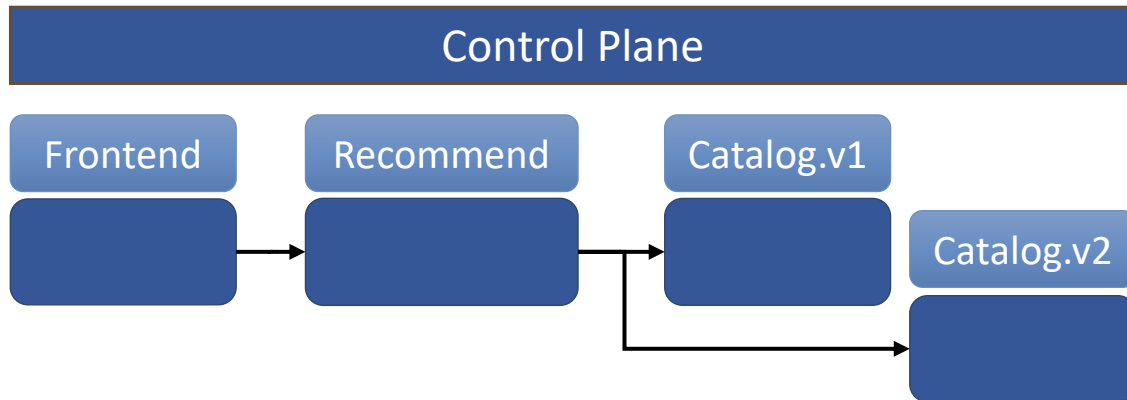 Control Plane
Frontend
Recommend
Catalog.v1
Catalog.v2